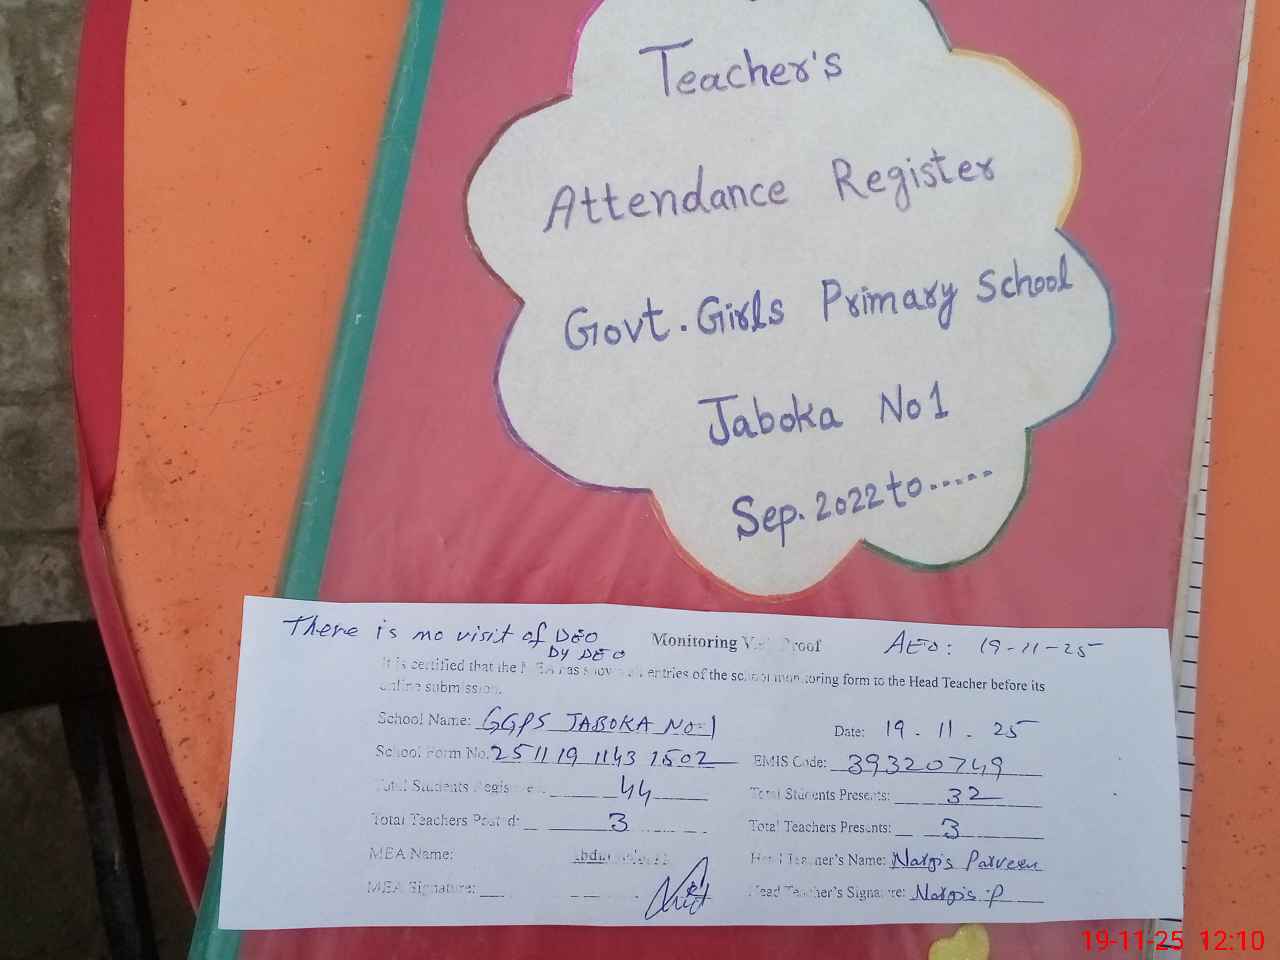 Teacher's
Attendance Register
Govt. Girls Primary School
Jaboka No 1
Sep. 2022 to .....
There is no visit of DEO
by DEO
Monitoring Visit Proof
AEO: 19-11-25
It is certified that the MEA has shown all entries of the school monitoring form to the Head Teacher before its
online submission.
School Name: GGPS JABOKA NO-1
Date: 19 . 11 . 25
School Form No: 2511 19 1143 1502
EMIS Code: 39320749
Total Students Registered: 44
Total Students Presents: 32
Total Teachers Posted: 3
Total Teachers Presents: 3
MEA Name:
Head Teacher's Name: Nargis Parveen
MEA Signature:
Head Teacher's Signature: Nargis .P
19-11-25 12:10